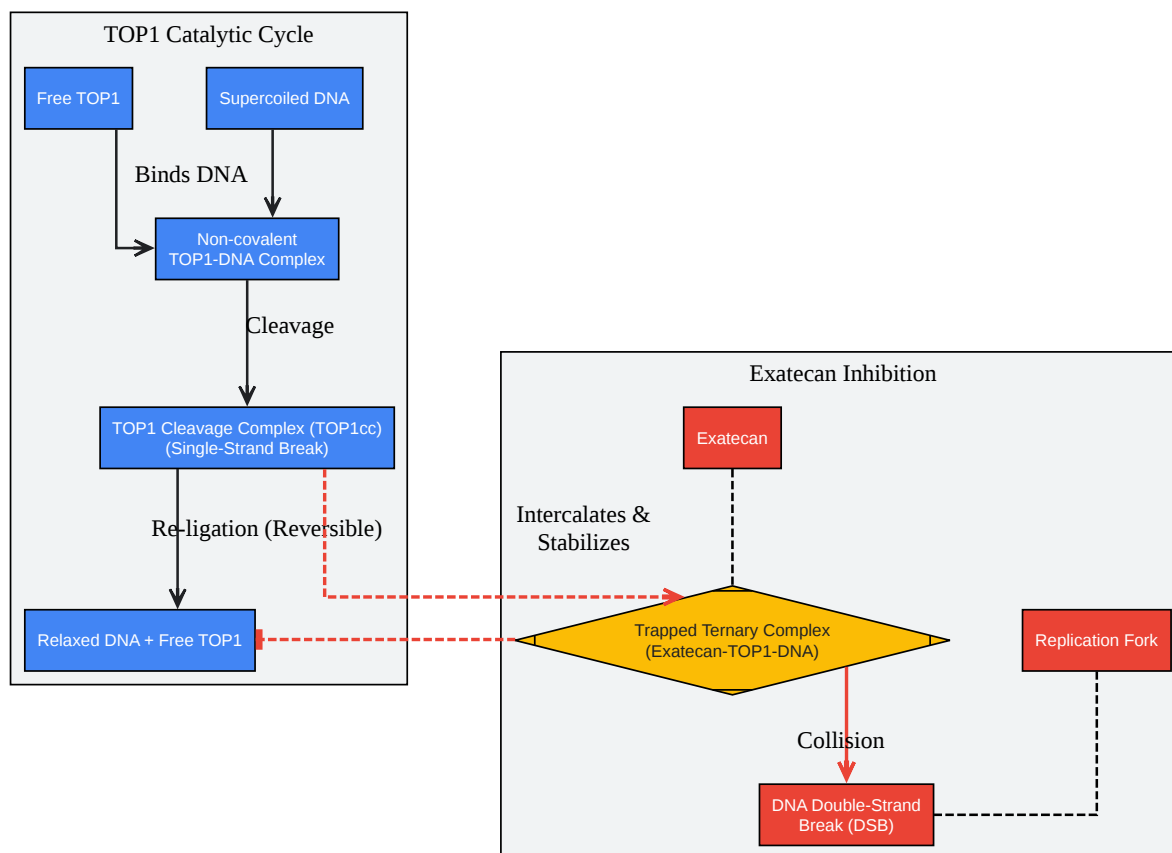 TOP1 Catalytic Cycle
Free TOP1
Supercoiled DNA
Binds DNA
Non-covalent
TOP1-DNA Complex
Cleavage
TOP1 Cleavage Complex (TOP1cc)
(Single-Strand Break)
Re-ligation (Reversible)
Relaxed DNA + Free TOP1
Exatecan Inhibition
Exatecan
Intercalates &
Stabilizes
Trapped Ternary Complex
(Exatecan-TOP1-DNA)
Replication Fork
Collision
DNA Double-Strand
Break (DSB)